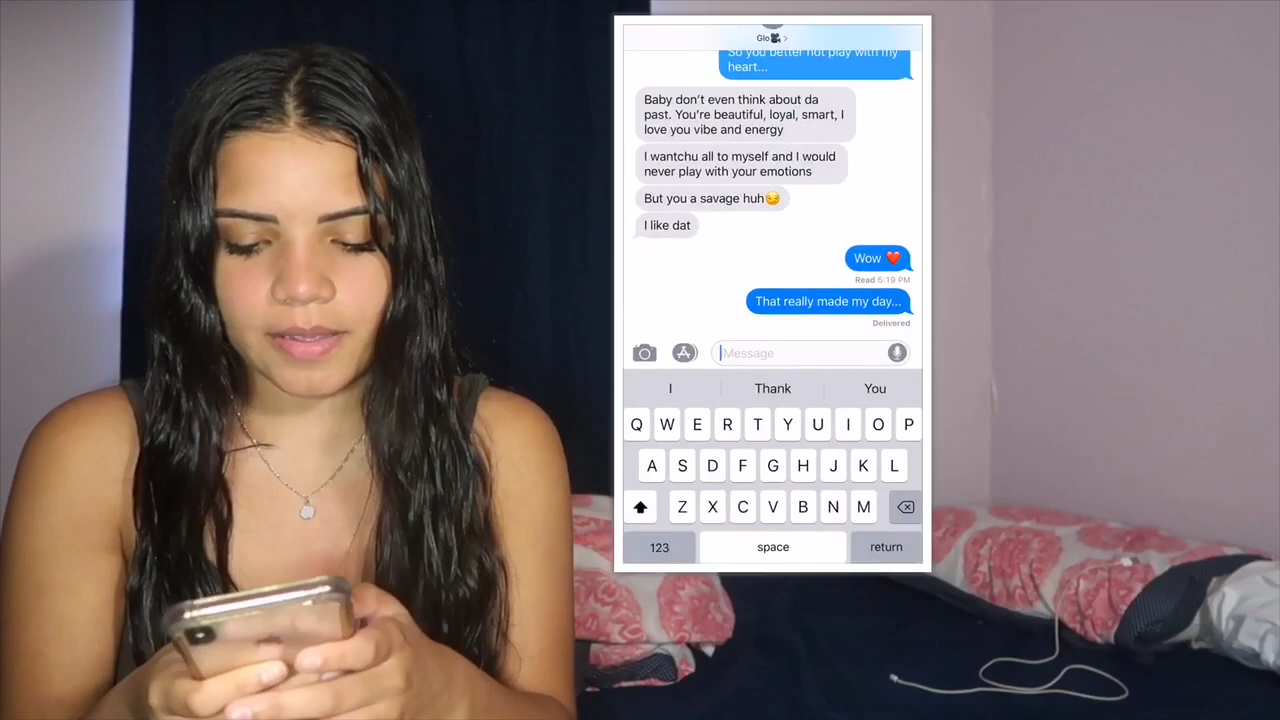 Glo🎥 >
So you better not play with my
heart...
Baby don't even think about da
past. You're beautiful, loyal, smart, I
love you vibe and energy
I wantchu all to myself and I would
never play with your emotions
But you a savage huh😏
I like dat
Wow ❤️
Read 5:19 PM
That really made my day...
Delivered
Message
I Thank You
Q W E R T Y U I O P
A S D F G H J K L
Z X C V B N M
123 space return